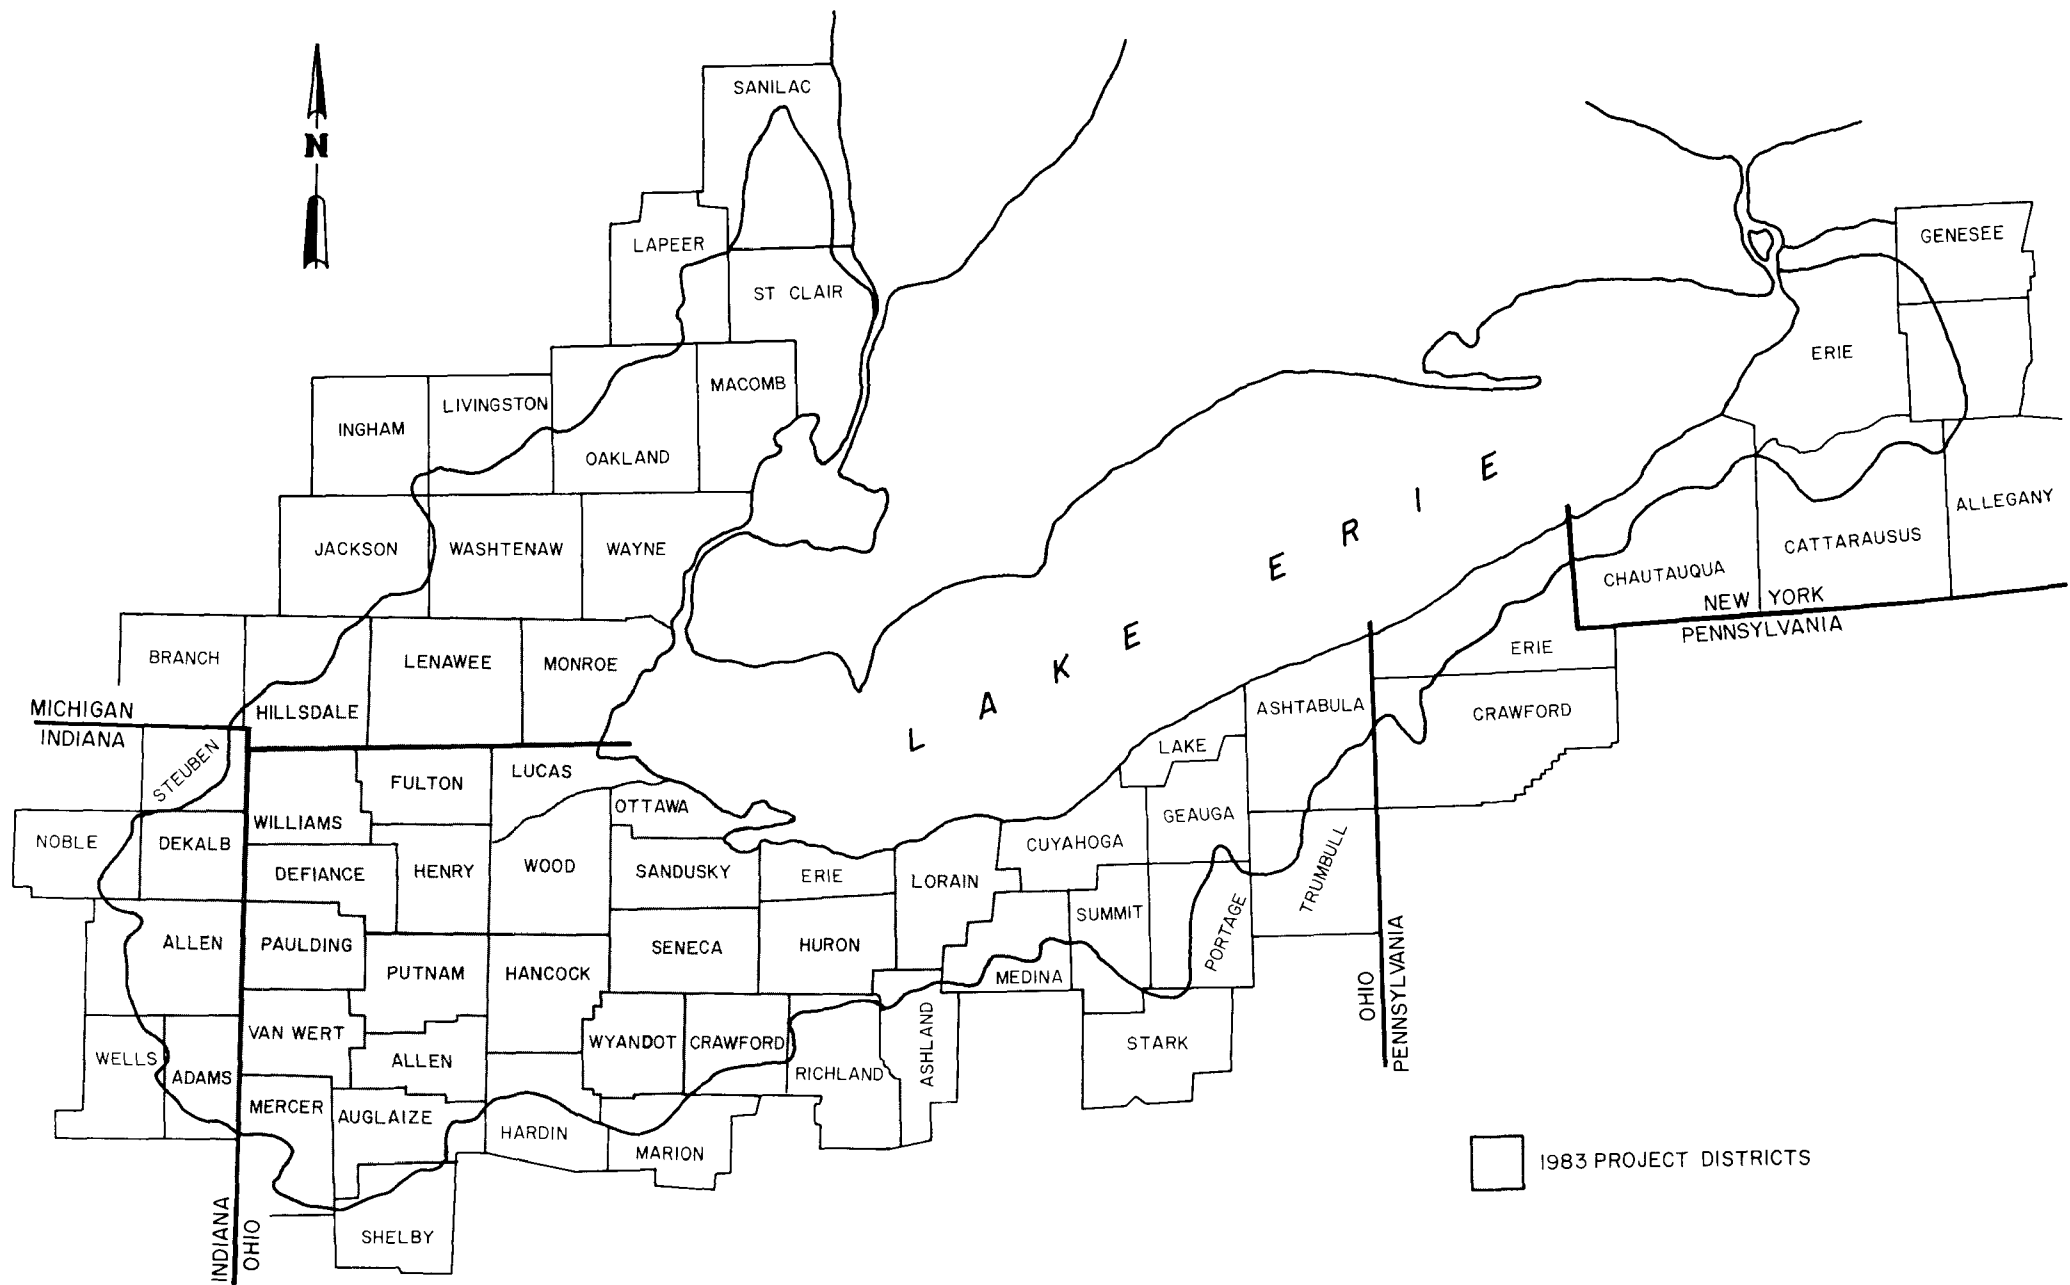 SANILAC
N
GENESEE
LAPEER
ST CLAIR
ERIE
MACOMB
LIVINGSTON
INGHAM
OAKLAND
LAKE ERIE
ALLEGANY
JACKSON
WASHTENAW
WAYNE
CATTARAUSUS
CHAUTAUQUA
NEW YORK
PENNSYLVANIA
BRANCH
LENAWEE
MONROE
ERIE
HILLSDALE
MICHIGAN
INDIANA
ASHTABULA
CRAWFORD
STEUBEN
LAKE
FULTON
LUCAS
OTTAWA
GEAUGA
WILLIAMS
NOBLE
DEKALB
CUYAHOGA
DEFIANCE
HENRY
WOOD
SANDUSKY
ERIE
LORAIN
TRUMBULL
SUMMIT
PORTAGE
ALLEN
PAULDING
PUTNAM
HANCOCK
SENECA
HURON
MEDINA
OHIO
PENNSYLVANIA
VAN WERT
WYANDOT
CRAWFORD
WELLS
ALLEN
ADAMS
RICHLAND
ASHLAND
STARK
MERCER
AUGLAIZE
HARDIN
MARION
1983 PROJECT DISTRICTS
INDIANA
OHIO
SHELBY